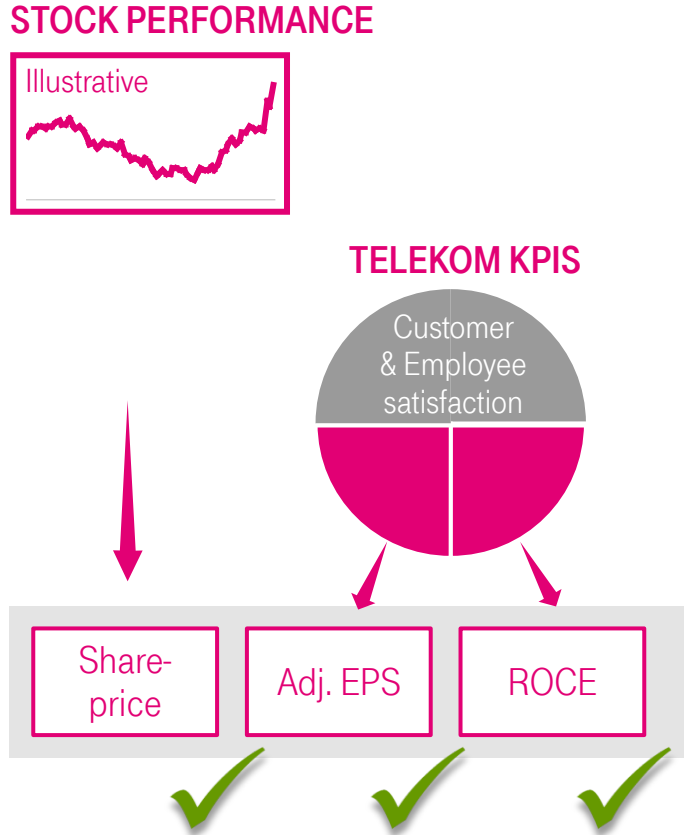 STOCK PERFORMANCE
Illustrative
TELEKOM KPIS
Customer
& Employee
satisfaction
Share-
price
Adj. EPS
ROCE